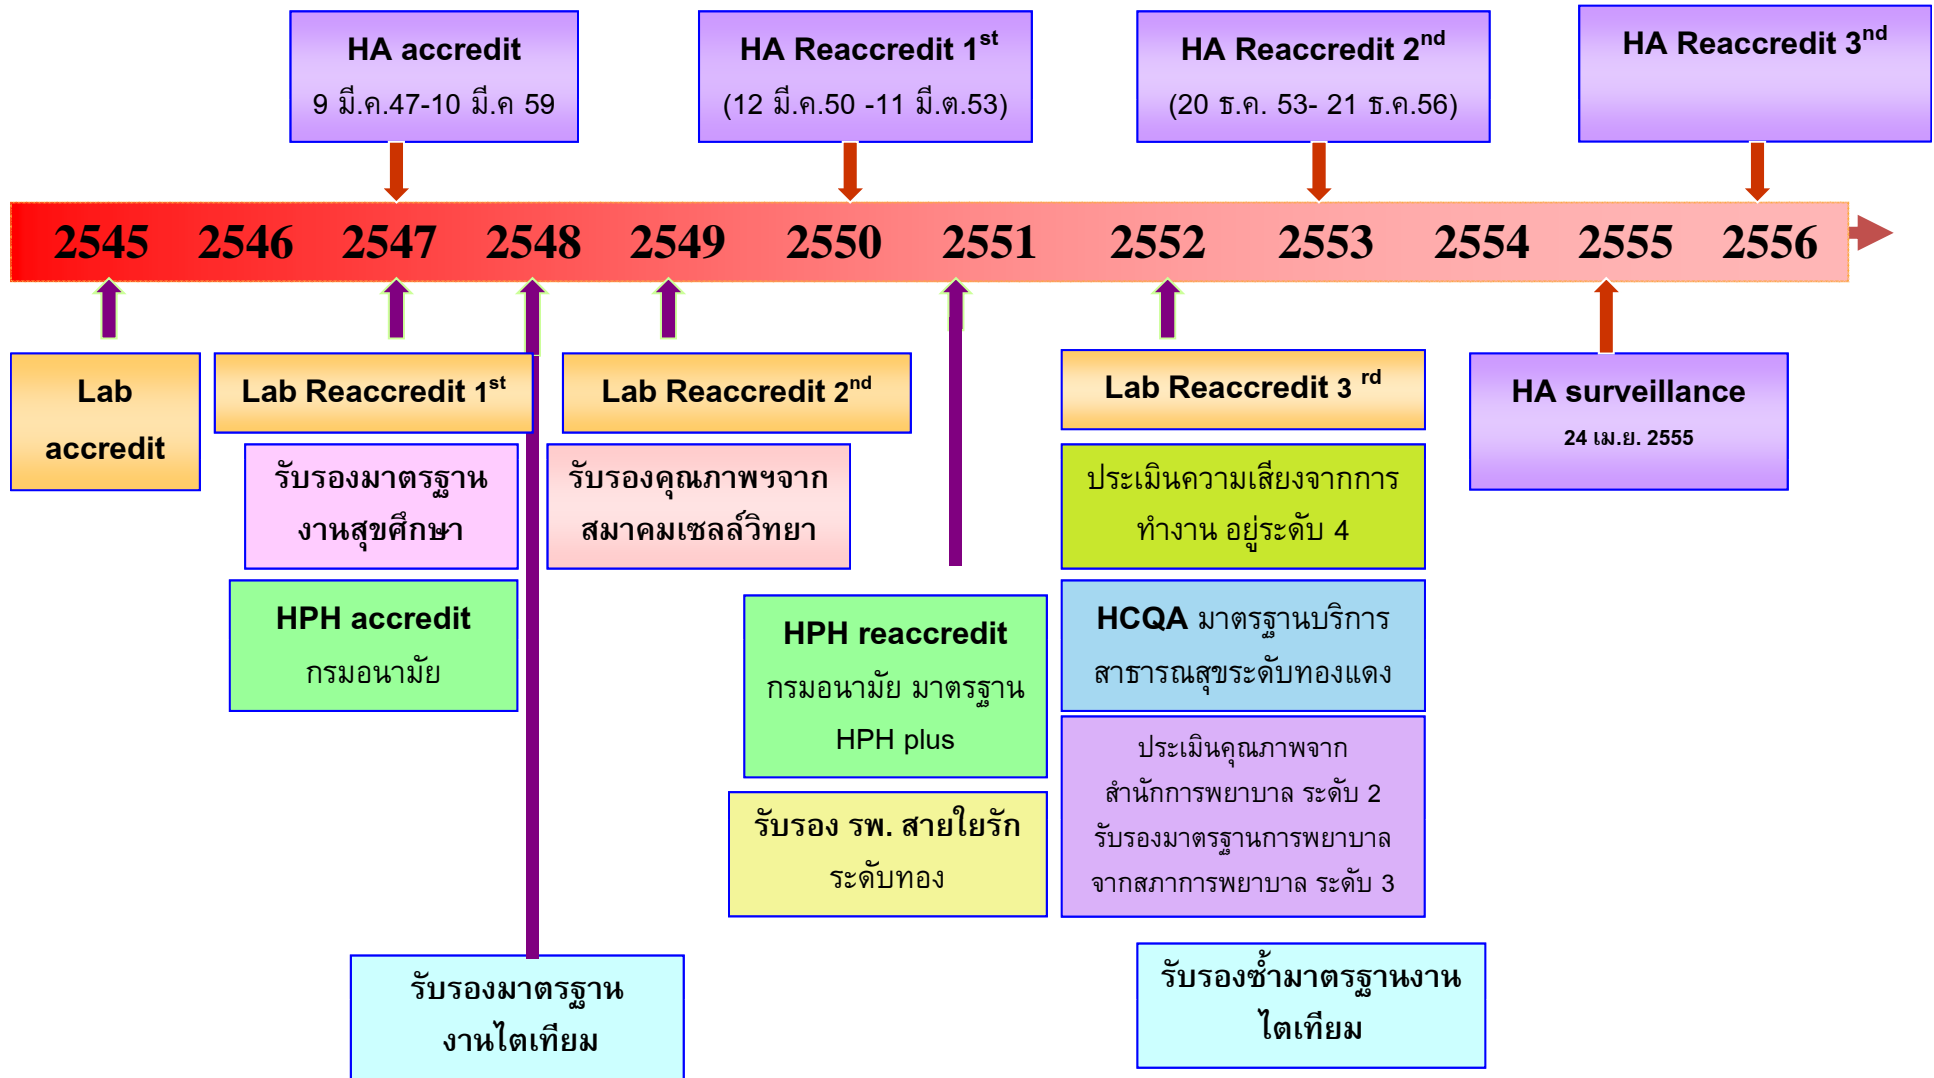 HA accredit
9 มี.ค.47-10 มี.ค 59
HA Reaccredit 1st
(12 มี.ค.50 -11 มี.ต.53)
HA Reaccredit 2nd
(20 ธ.ค. 53- 21 ธ.ค.56)
HA Reaccredit 3nd
2545 2546 2547 2548 2549 2550 2551 2552 2553 2554 2555 2556
Lab
accredit
Lab Reaccredit 1st
Lab Reaccredit 2nd
Lab Reaccredit 3 rd
HA surveillance
24 เม.ย. 2555
รับรองมาตรฐาน
งานสุขศึกษา
รับรองคุณภาพฯจาก
สมาคมเซลล์วิทยา
ประเมินความเสี่ยงจากการ
ทำงาน อยู่ระดับ 4
HPH accredit
กรมอนามัย
HPH reaccredit
กรมอนามัย มาตรฐาน
HPH plus
HCQA มาตรฐานบริการ
สาธารณสุขระดับทองแดง
รับรอง รพ. สายใยรัก
ระดับทอง
ประเมินคุณภาพจาก
สำนักการพยาบาล ระดับ 2
รับรองมาตรฐานการพยาบาล
จากสภาการพยาบาล ระดับ 3
รับรองมาตรฐาน
งานไตเทียม
รับรองซ้ำมาตรฐานงาน
ไตเทียม